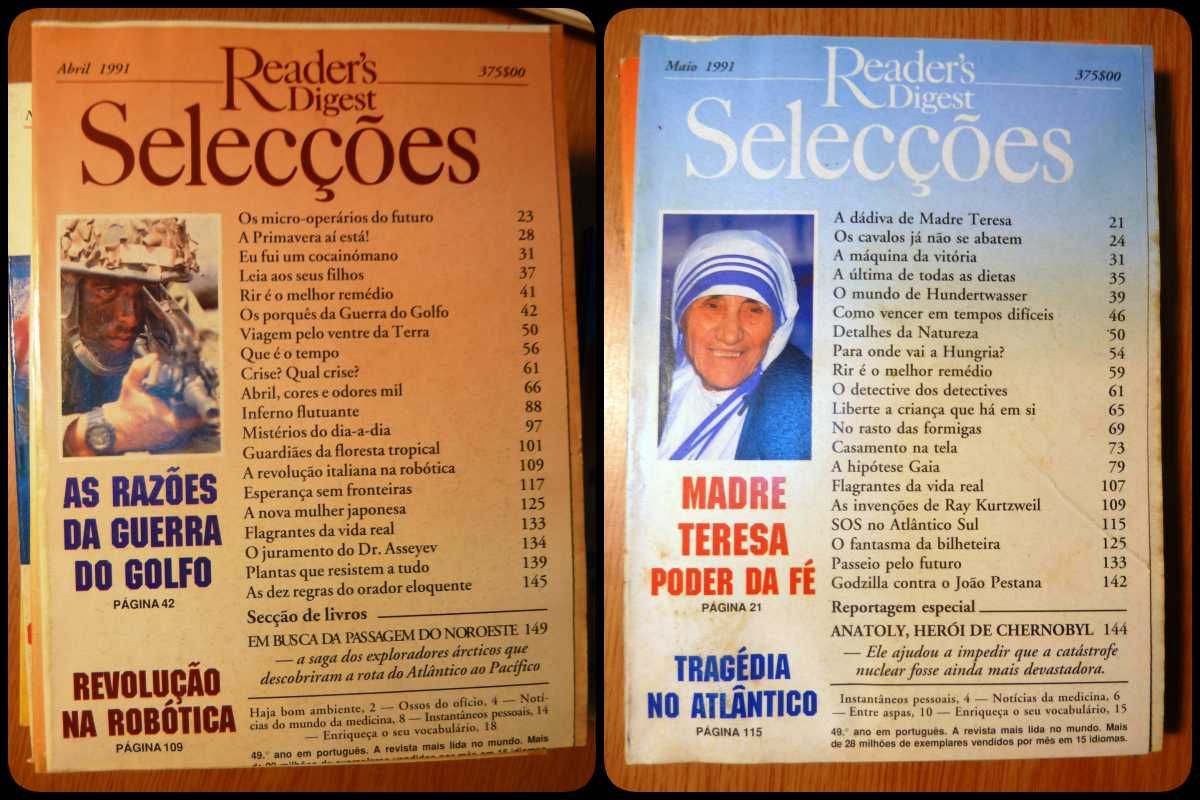 Abril 1991
Reader's
Digest
375$00
Selecções
Os micro-operários do futuro 23
A Primavera aí está! 28
Eu fui um cocainómano 31
Leia aos seus filhos 37
Rir é o melhor remédio 41
Os porquês da Guerra do Golfo 42
Viagem pelo ventre da Terra 50
Que é o tempo 56
Crise? Qual crise? 61
Abril, cores e odores mil 66
Inferno flutuante 88
Mistérios do dia-a-dia 97
Guardiães da floresta tropical 101
A revolução italiana na robótica 109
Esperança sem fronteiras 117
A nova mulher japonesa 125
Flagrantes da vida real 133
O juramento do Dr. Asseyev 134
Plantas que resistem a tudo 139
As dez regras do orador eloquente 145
Secção de livros
EM BUSCA DA PASSAGEM DO NOROESTE 149
— a saga dos exploradores árcticos que
descobriram a rota do Atlântico ao Pacífico
Haja bom ambiente, 2 — Ossos do ofício, 4 — Notí-
cias do mundo da medicina, 8 — Instantâneos pessoais, 14
— Enriqueça o seu vocabulário, 18
49.° ano em português. A revista mais lida no mundo. Mais
de 28 milhões de exemplares vendidos por mês em 15 idiomas.
AS RAZÕES
DA GUERRA
DO GOLFO
PÁGINA 42
REVOLUÇÃO
NA ROBÓTICA
PÁGINA 109
Maio 1991
Reader's
Digest
375$00
Selecções
A dádiva de Madre Teresa 21
Os cavalos já não se abatem 24
A máquina da vitória 31
A última de todas as dietas 35
O mundo de Hundertwasser 39
Como vencer em tempos difíceis 46
Detalhes da Natureza 50
Para onde vai a Hungria? 54
Rir é o melhor remédio 59
O detective dos detectives 61
Liberte a criança que há em si 65
No rasto das formigas 69
Casamento na tela 73
A hipótese Gaia 79
Flagrantes da vida real 107
As invenções de Ray Kurtzweil 109
SOS no Atlântico Sul 115
O fantasma da bilheteira 125
Passeio pelo futuro 133
Godzilla contra o João Pestana 142
Reportagem especial
ANATOLY, HERÓI DE CHERNOBYL 144
— Ele ajudou a impedir que a catástrofe
nuclear fosse ainda mais devastadora.
Instantâneos pessoais, 4 — Notícias da medicina, 6
— Entre aspas, 10 — Enriqueça o seu vocabulário, 15
49.° ano em português. A revista mais lida no mundo. Mais
de 28 milhões de exemplares vendidos por mês em 15 idiomas.
MADRE
TERESA
PODER DA FÉ
PÁGINA 21
TRAGÉDIA
NO ATLÂNTICO
PÁGINA 115